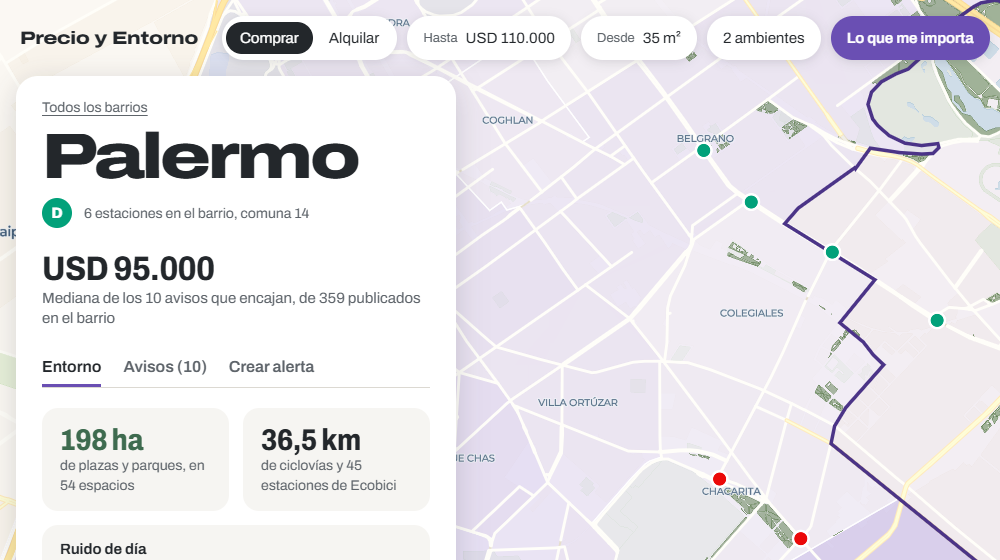 Precio y Entorno
Comprar
Alquilar
Hasta USD 110.000
Desde 35 m²
2 ambientes
Lo que me importa
Todos los barrios
Palermo
D
6 estaciones en el barrio, comuna 14
USD 95.000
Mediana de los 10 avisos que encajan, de 359 publicados
en el barrio
Entorno
Avisos (10)
Crear alerta
198 ha
de plazas y parques, en
54 espacios
36,5 km
de ciclovías y 45
estaciones de Ecobici
Ruido de día
COGHLAN
BELGRANO
COLEGIALES
VILLA ORTÚZAR
CHACARITA